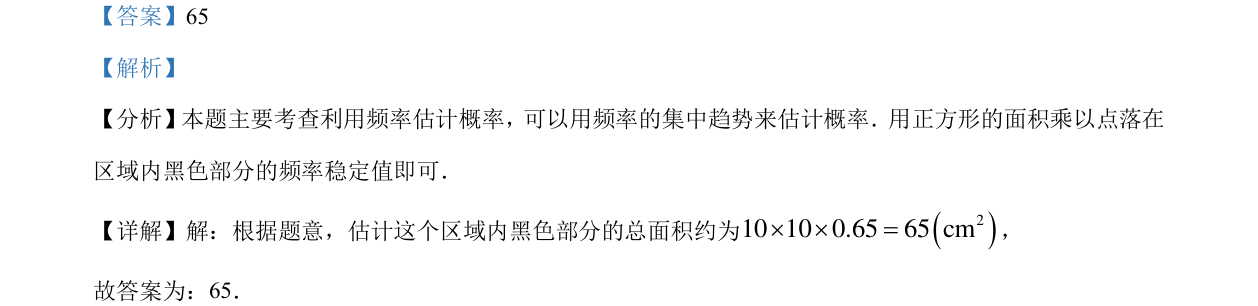 【答案】65
【解析】
【分析】本题主要考查利用频率估计概率，可以用频率的集中趋势来估计概率．用正方形的面积乘以点落在
区域内黑色部分的频率稳定值即可．
【详解】解：根据题意，估计这个区域内黑色部分的总面积约为10×10×0.65=65(cm²)，
故答案为：65．